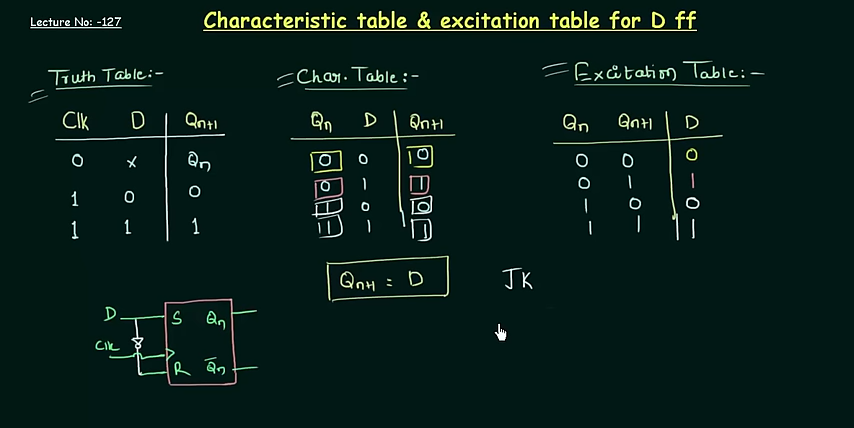 Lecture No: -127
Characteristic table & excitation table for D ff
Truth Table:-
Clk D Qn+1
0 x Qn
1 0 0
1 1 1
Char. Table:-
Qn D Qn+1
0 0 0
0 1 1
1 0 0
1 1 1
Qn+1 = D
Excitation Table:-
Qn Qn+1 D
0 0 0
0 1 1
1 0 0
1 1 1
JK
D
Clk
S Qn
R Q̅n